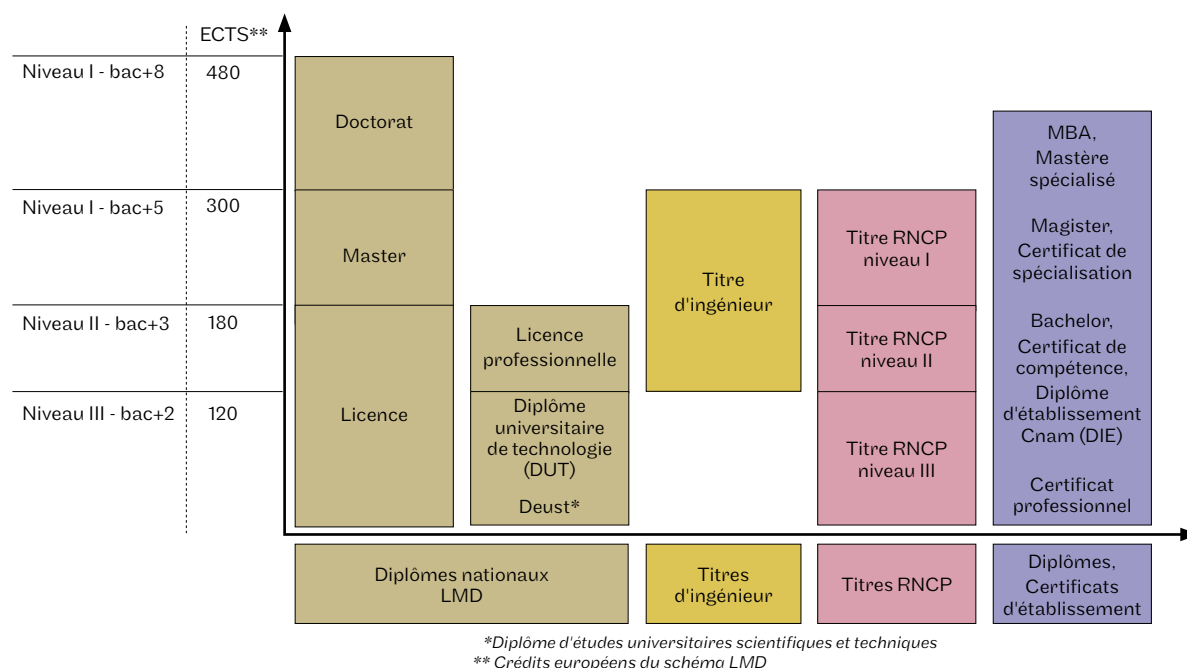 ECTS**
Niveau I - bac+8
480
Niveau I - bac+5
300
Niveau II - bac+3
180
Niveau III - bac+2
120
Doctorat
Master
Licence
Licence
professionnelle
Diplôme
universitaire
de technologie
(DUT)
Deust*
Titre
d'ingénieur
Titre RNCP
niveau I
Titre RNCP
niveau II
Titre RNCP
niveau III
MBA,
Mastère
spécialisé
Magister,
Certificat de
spécialisation
Bachelor,
Certificat de
compétence,
Diplôme
d'établissement
Cnam (DIE)
Certificat
professionnel
Diplômes nationaux
LMD
Titres
d'ingénieur
Titres RNCP
Diplômes,
Certificats
d'établissement
*Diplôme d'études universitaires scientifiques et techniques
** Crédits européens du schéma LMD